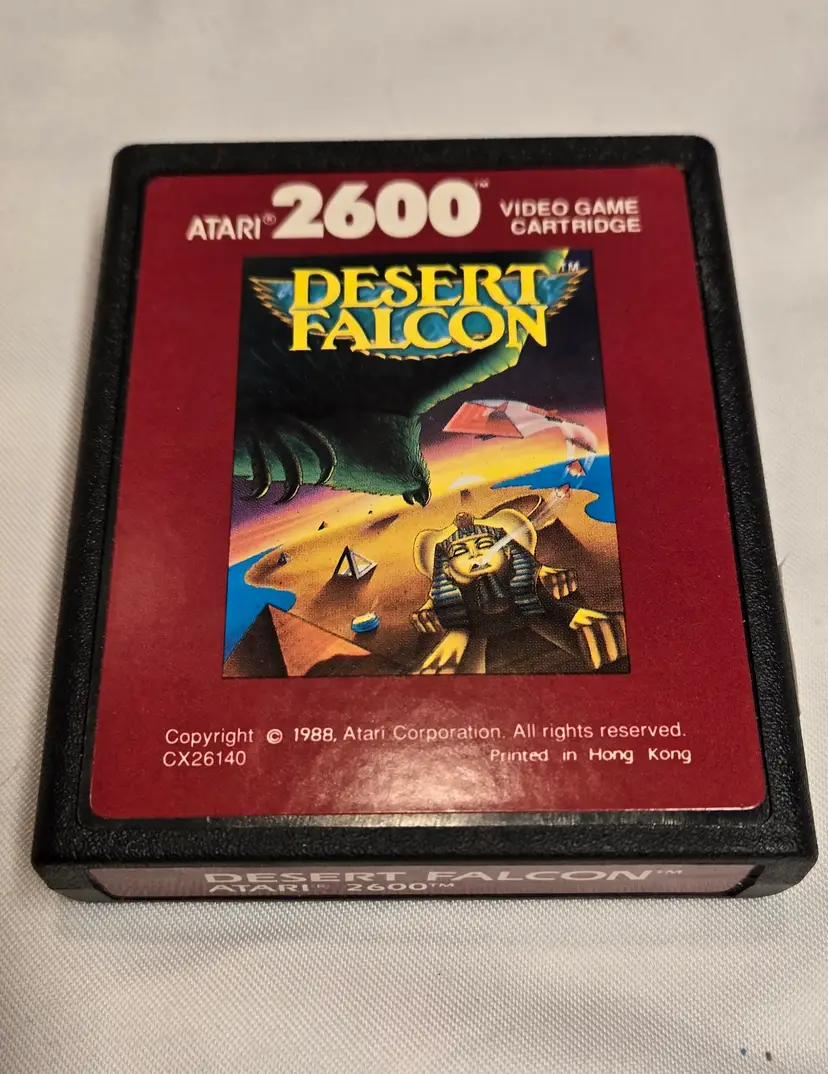 ATARI® 2600™ VIDEO GAME CARTRIDGE
DESERT™
FALCON
Copyright © 1988, Atari Corporation. All rights reserved.
CX26140 Printed in Hong Kong
DESERT FALCON™
ATARI® 2600™